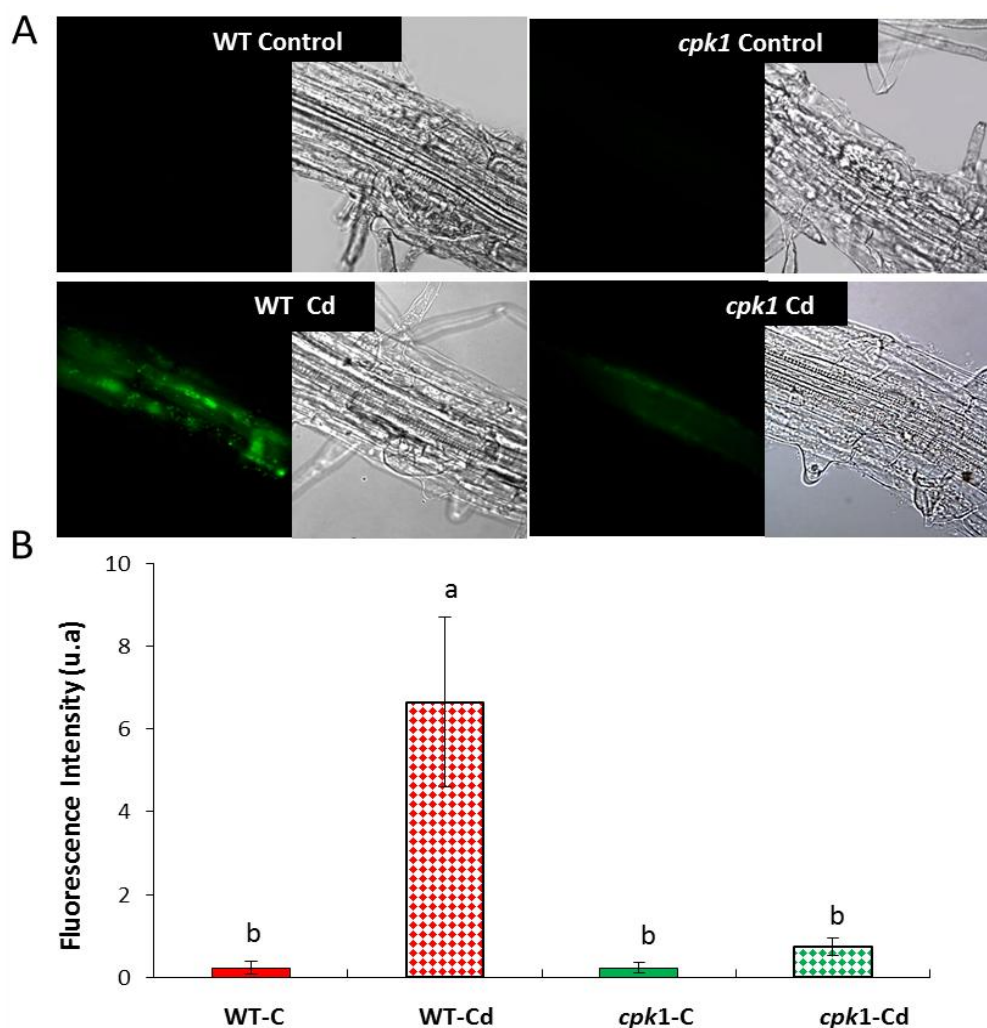 A
WT Control
cpk1 Control
WT Cd
cpk1 Cd
B
Fluorescence Intensity (u.a)
10
8
6
4
2
0
b
a
b
b
WT-C
WT-Cd
cpk1-C
cpk1-Cd